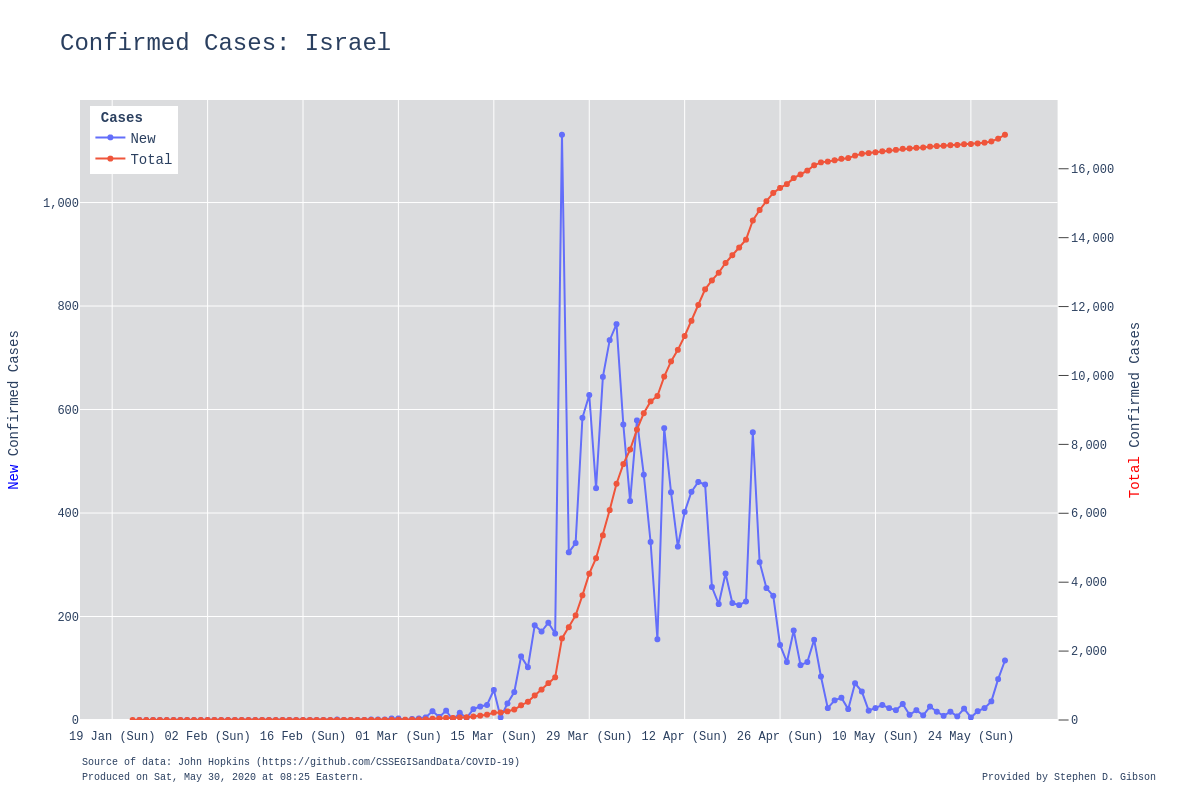 Confirmed Cases: Israel
Cases
New
Total
1,000
800
600
400
200
0
16,000
14,000
12,000
10,000
8,000
6,000
4,000
2,000
0
New Confirmed Cases
Total Confirmed Cases
19 Jan (Sun) 02 Feb (Sun) 16 Feb (Sun) 01 Mar (Sun) 15 Mar (Sun) 29 Mar (Sun) 12 Apr (Sun) 26 Apr (Sun) 10 May (Sun) 24 May (Sun)
Source of data: John Hopkins (https://github.com/CSSEGISandData/COVID-19)
Produced on Sat, May 30, 2020 at 08:25 Eastern.
Provided by Stephen D. Gibson